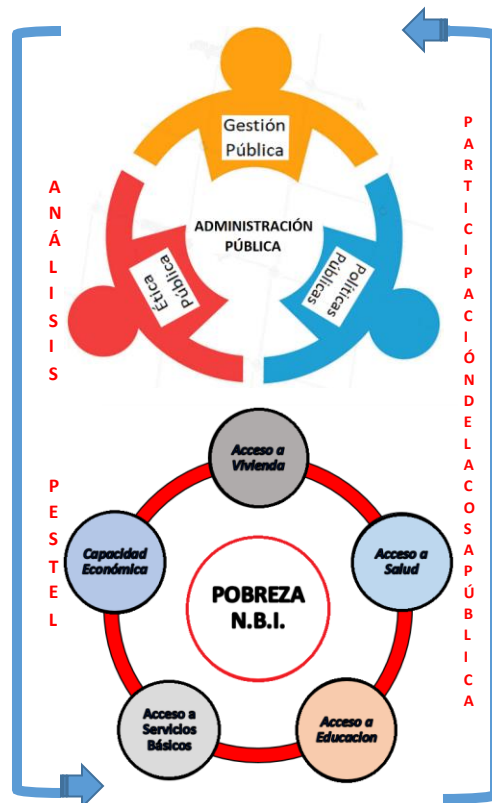 Gestión
Pública
ADMINISTRACIÓN
PÚBLICA
Ética
Pública
Políticas
Públicas
ANÁLISIS
PESTEL
PARTICIPACIÓNDELACOSAPÚBLICA
Acceso a
Vivienda
Capacidad
Económica
Acceso a
Salud
POBREZA
N.B.I.
Acceso a
Servicios
Básicos
Acceso a
Educacion